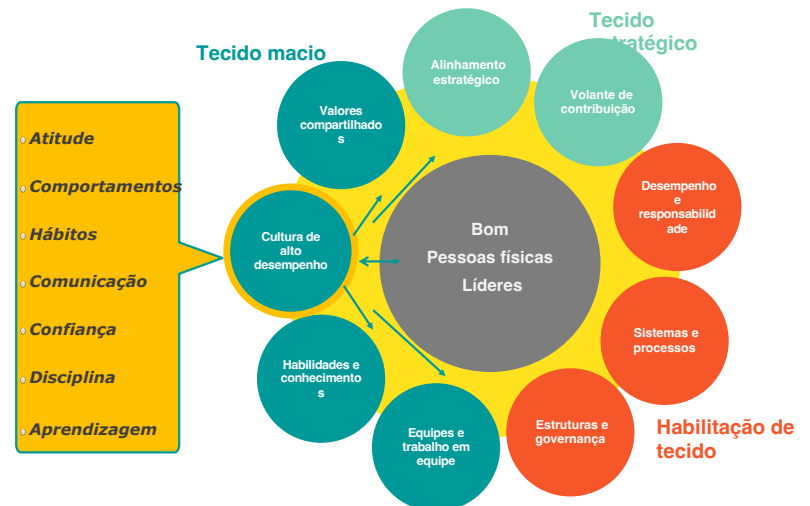 Tecido macio
Tecido
tratégico
Atitude
Comportamentos
Hábitos
Comunicação
Confiança
Disciplina
Aprendizagem
Alinhamento
estratégico
Volante de
contribuição
Valores
compartilhado
s
Desempenho
e
responsabilid
ade
Cultura de
alto
desempenho
Bom
Pessoas físicas
Líderes
Sistemas e
processos
Habilidades e
conhecimento
s
Equipes e
trabalho em
equipe
Estruturas e
governança
Habilitação de
tecido